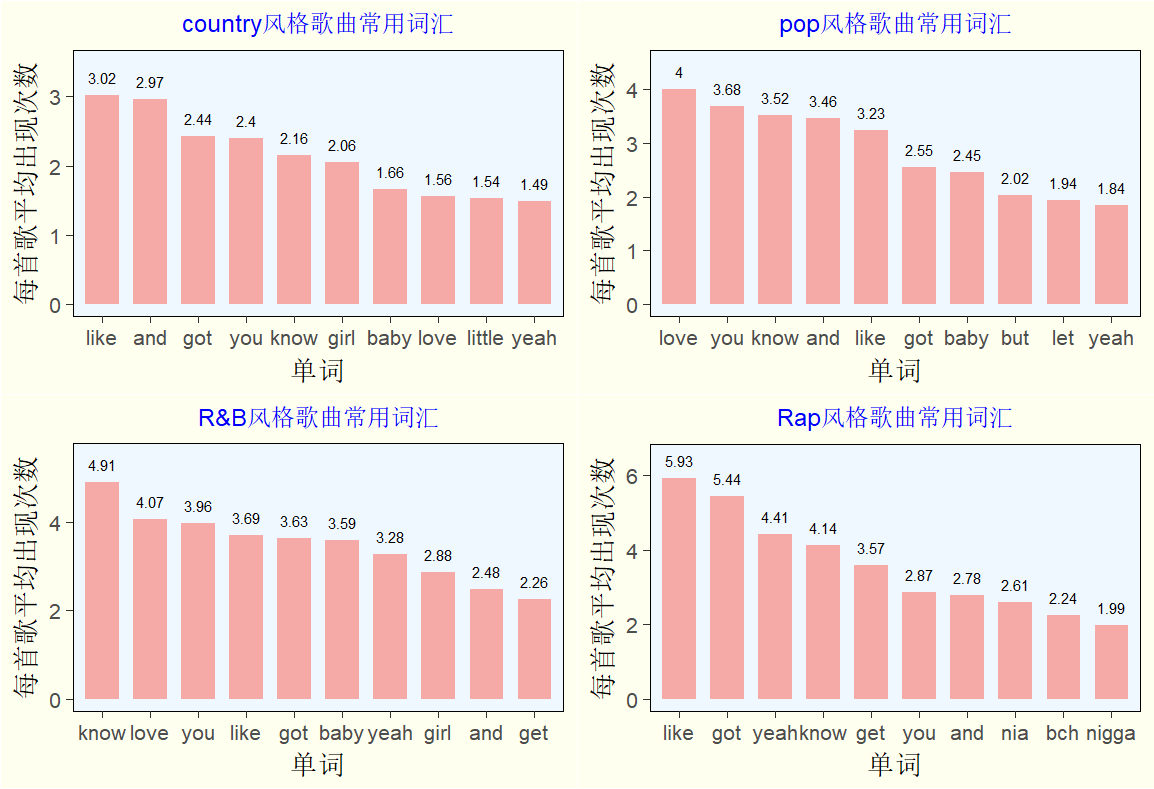 country风格歌曲常用词汇
每首歌平均出现次数
3
2
1
0
3.02 2.97 2.44 2.4 2.16 2.06 1.66 1.56 1.54 1.49
like and got you know girl baby love little yeah
单词
pop风格歌曲常用词汇
每首歌平均出现次数
4
3
2
1
0
4 3.68 3.52 3.46 3.23 2.55 2.45 2.02 1.94 1.84
love you know and like got baby but let yeah
单词
R&B风格歌曲常用词汇
每首歌平均出现次数
4
2
0
4.91 4.07 3.96 3.69 3.63 3.59 3.28 2.88 2.48 2.26
know love you like got baby yeah girl and get
单词
Rap风格歌曲常用词汇
每首歌平均出现次数
6
4
2
0
5.93 5.44 4.41 4.14 3.57 2.87 2.78 2.61 2.24 1.99
like got yeah know get you and nia bch nigga
单词